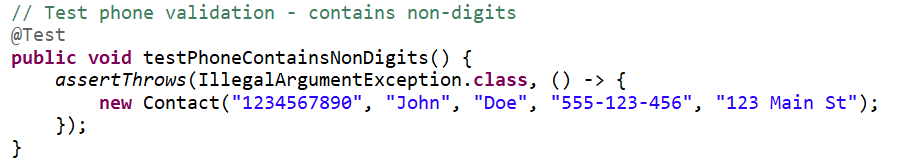 // Test phone validation - contains non-digits
@Test
public void testPhoneContainsNonDigits() {
    assertThrows(IllegalArgumentException.class, () -> {
        new Contact("1234567890", "John", "Doe", "555-123-456", "123 Main St");
    });
}